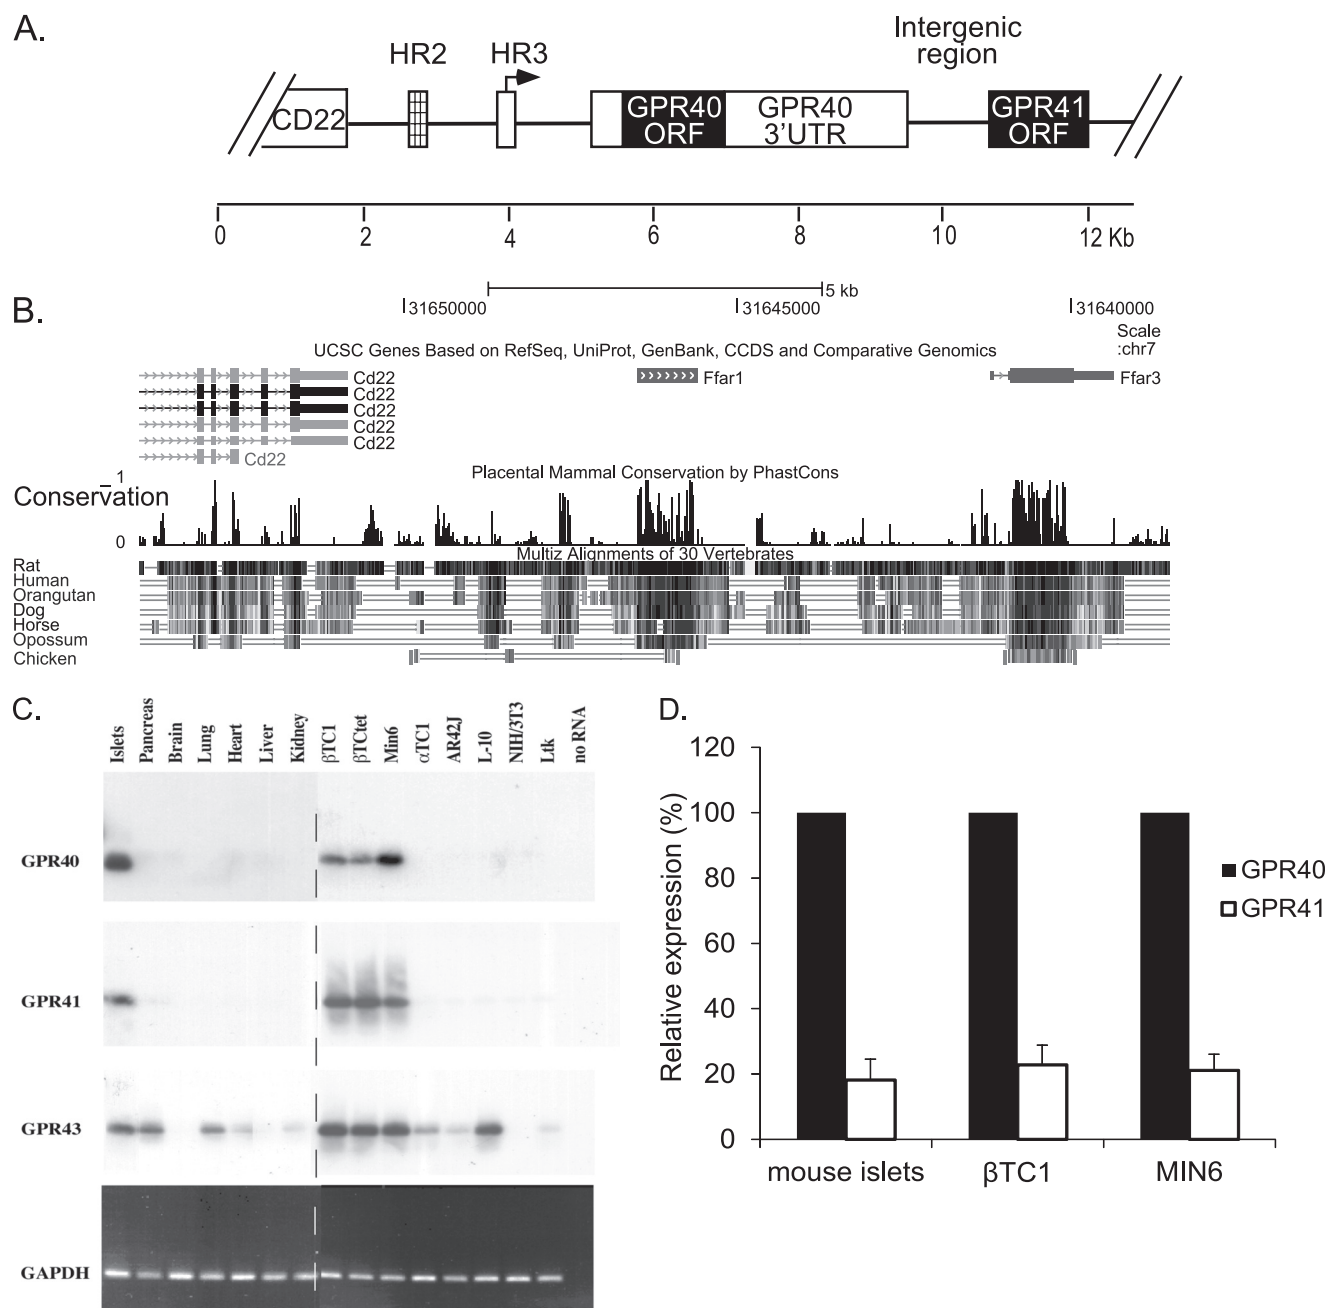 A.
Intergenic
region
HR2
HR3
CD22
GPR40
ORF
GPR40
3'UTR
GPR41
ORF
0
2
4
6
8
10
12 Kb
B.
5 kb
31650000
31645000
31640000
Scale
:chr7
UCSC Genes Based on RefSeq, UniProt, GenBank, CCDS and Comparative Genomics
Cd22
Ffar1
Ffar3
Cd22
Cd22
Cd22
Cd22
Cd22
Placental Mammal Conservation by PhastCons
1
Conservation
0
Multiz Alignments of 30 Vertebrates
Rat
Human
Orangutan
Dog
Horse
Opossum
Chicken
C.
Islets
Pancreas
Brain
Lung
Heart
Liver
Kidney
βTC1
βTCtet
Min6
αTC1
AR42J
L-10
NIH/3T3
Ltk
no RNA
GPR40
GPR41
GPR43
GAPDH
D.
Relative expression (%)
120
100
80
60
40
20
0
GPR40
GPR41
mouse islets
βTC1
MIN6